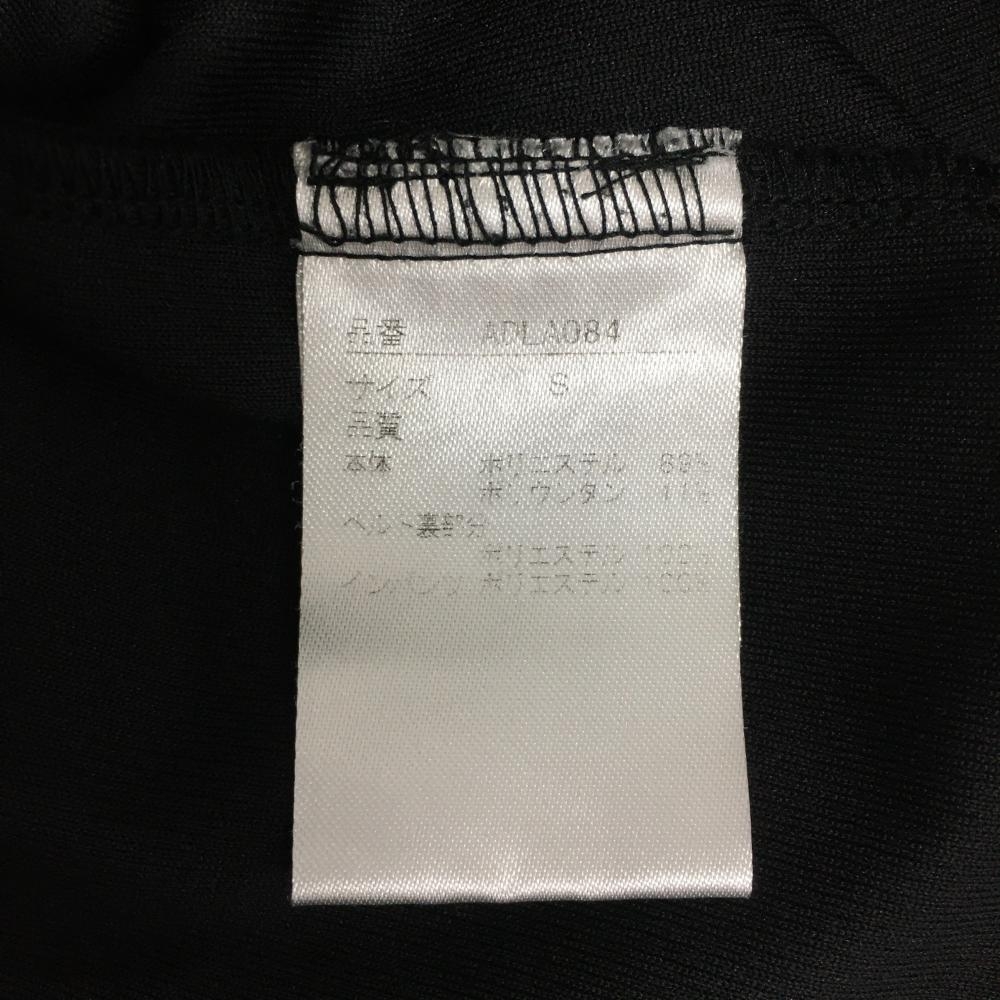 品番 ADLA084
サイズ S
品質
本体 ポリエステル 89%
ポリウレタン 11%
ベルト裏部分
ポリエステル 100%
インパンツ ポリエステル 100%